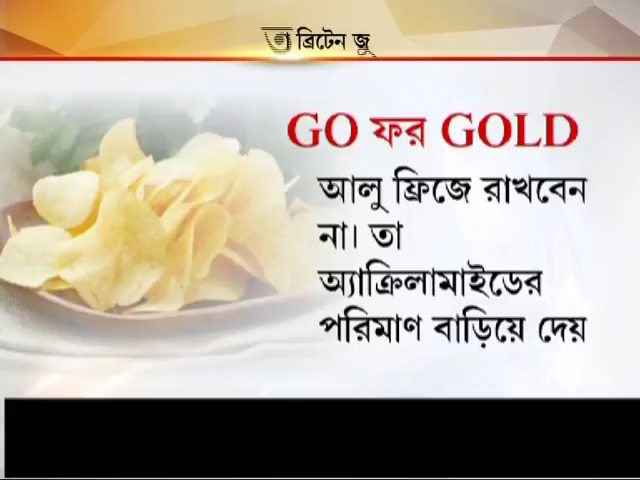 ব্রিটেন জু
GO ফর GOLD
আলু ফ্রিজে রাখবেন
না। তা
অ্যাক্রিলামাইডের
পরিমাণ বাড়িয়ে দেয়